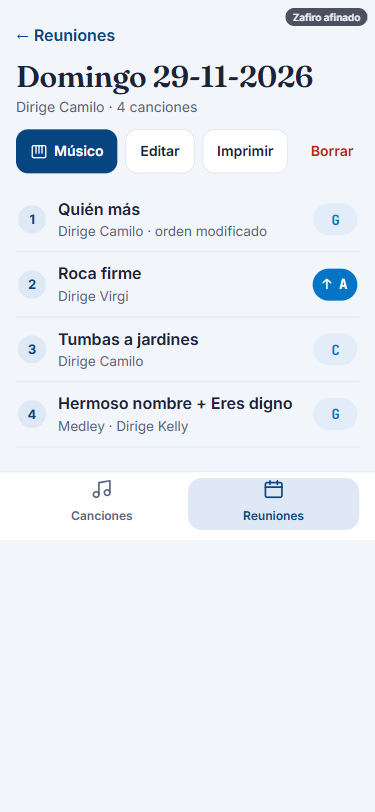 Zafiro afinado
← Reuniones
Domingo 29-11-2026
Dirige Camilo · 4 canciones
Músico Editar Imprimir Borrar
1 Quién más G
Dirige Camilo · orden modificado
2 Roca firme ↑ A
Dirige Virgi
3 Tumbas a jardines C
Dirige Camilo
4 Hermoso nombre + Eres digno G
Medley · Dirige Kelly
Canciones Reuniones